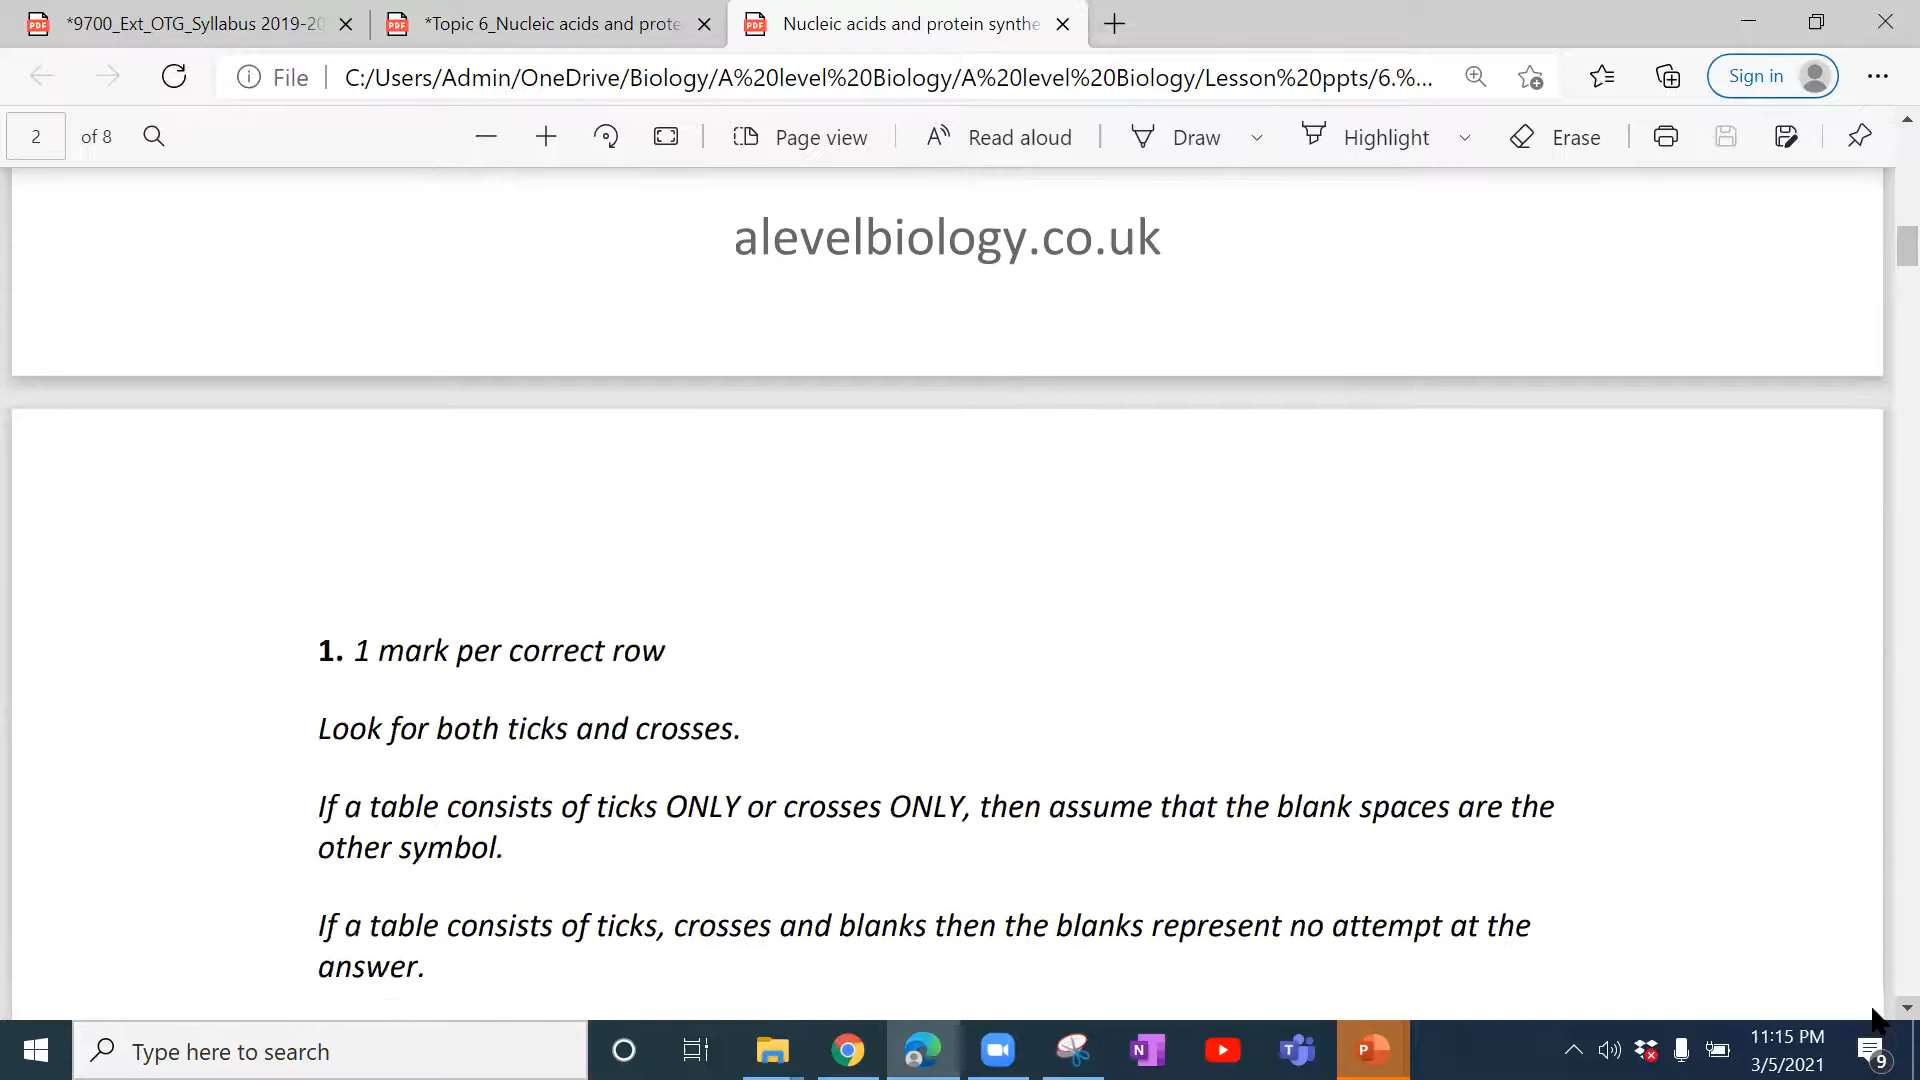 *9700_Ext_OTG_Syllabus 2019-20
*Topic 6_Nucleic acids and prote
Nucleic acids and protein synthe
File
C:/Users/Admin/OneDrive/Biology/A%20level%20Biology/A%20level%20Biology/Lesson%20ppts/6.%...
Sign in
2 of 8
Page view
Read aloud
Draw
Highlight
Erase
alevelbiology.co.uk
1. 1 mark per correct row
Look for both ticks and crosses.
If a table consists of ticks ONLY or crosses ONLY, then assume that the blank spaces are the
other symbol.
If a table consists of ticks, crosses and blanks then the blanks represent no attempt at the
answer.
Type here to search
11:15 PM
3/5/2021
9